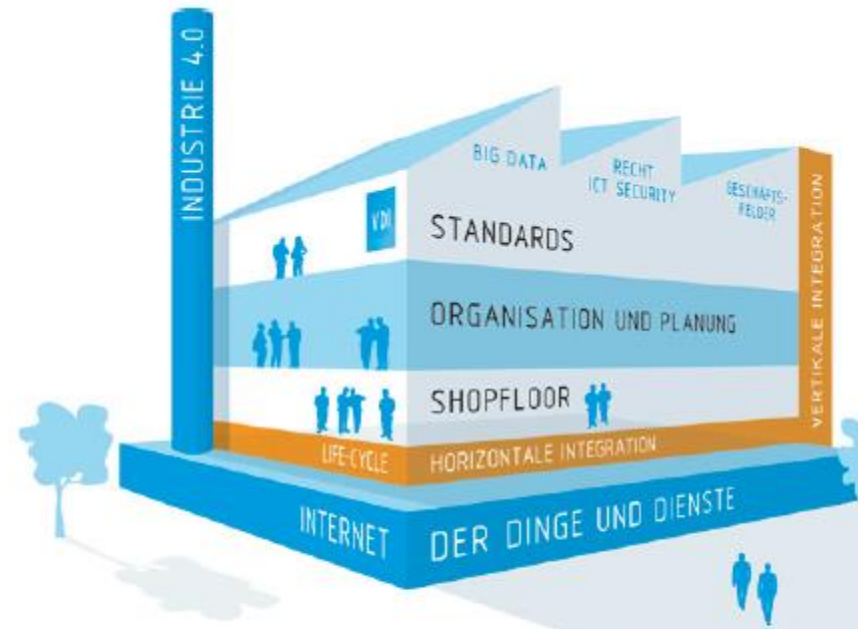 INDUSTRIE 4.0
BIG DATA
RECHT
ICT SECURITY
GESCHÄFTS-
FELDER
VDI
STANDARDS
ORGANISATION UND PLANUNG
SHOPFLOOR
VERTIKALE INTEGRATION
LIFE-CYCLE
HORIZONTALE INTEGRATION
INTERNET
DER DINGE UND DIENSTE